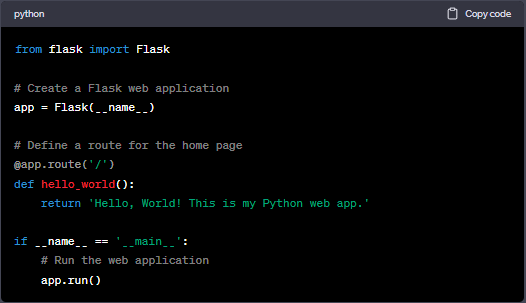 python
Copy code
from flask import Flask
# Create a Flask web application
app = Flask(__name__)
# Define a route for the home page
@app.route('/')
def hello_world():
    return 'Hello, World! This is my Python web app.'
if __name__ == '__main__':
    # Run the web application
    app.run()